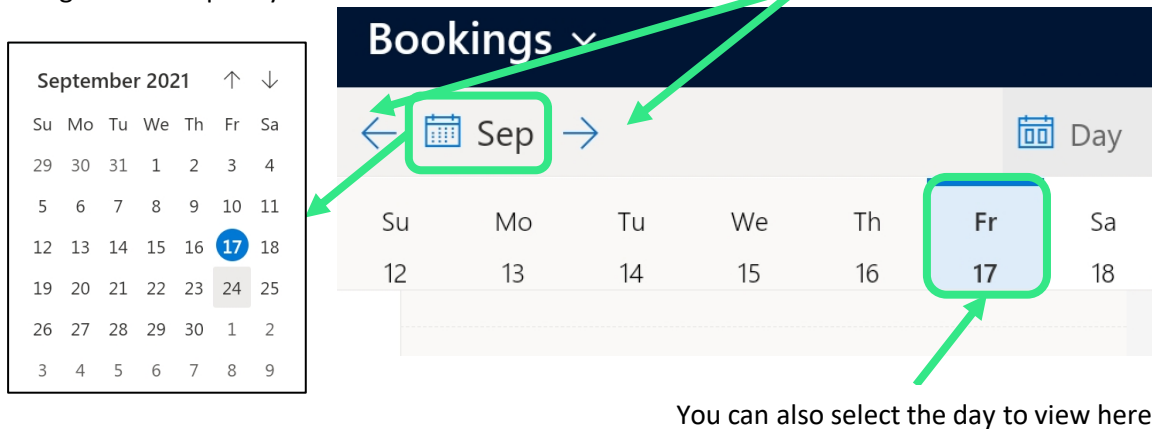 Bookings
September 2021
Su Mo Tu We Th Fr Sa
29 30 31 1 2 3 4
5 6 7 8 9 10 11
12 13 14 15 16 17 18
19 20 21 22 23 24 25
26 27 28 29 30 1 2
3 4 5 6 7 8 9
Sep
Day
Su Mo Tu We Th Fr Sa
12 13 14 15 16 17 18
You can also select the day to view here